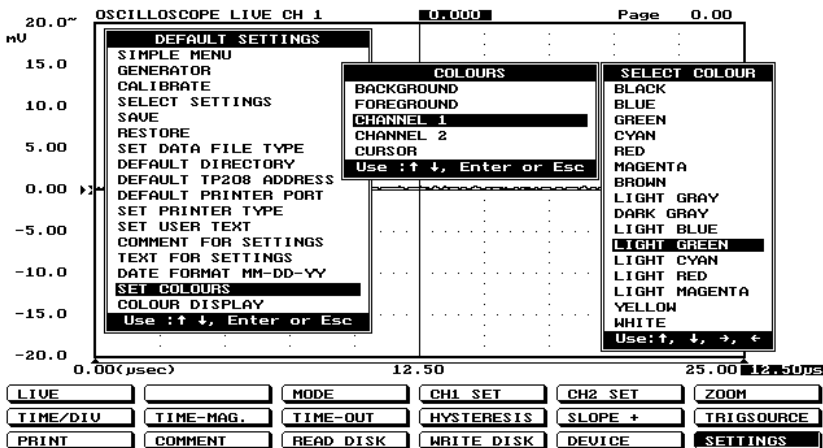 OSCILLOSCOPE LIVE CH 1 0.000 Page 0.00
20.0~
mV
15.0
10.0
5.00
0.00
-5.00
-10.0
-15.0
-20.0
DEFAULT SETTINGS
SIMPLE MENU
GENERATOR
CALIBRATE
SELECT SETTINGS
SAVE
RESTORE
SET DATA FILE TYPE
DEFAULT DIRECTORY
DEFAULT TP208 ADDRESS
DEFAULT PRINTER PORT
SET PRINTER TYPE
SET USER TEXT
COMMENT FOR SETTINGS
TEXT FOR SETTINGS
DATE FORMAT MM-DD-YY
SET COLOURS
COLOUR DISPLAY
Use :↑ ↓, Enter or Esc
COLOURS
BACKGROUND
FOREGROUND
CHANNEL 1
CHANNEL 2
CURSOR
Use :↑ ↓, Enter or Esc
SELECT COLOUR
BLACK
BLUE
GREEN
CYAN
RED
MAGENTA
BROWN
LIGHT GRAY
DARK GRAY
LIGHT BLUE
LIGHT GREEN
LIGHT CYAN
LIGHT RED
LIGHT MAGENTA
YELLOW
WHITE
Use:↑, ↓, →, ←
0.00(µsec) 12.50 25.00 12.50µs
LIVE MODE CH1 SET CH2 SET ZOOM
TIME/DIV TIME-MAG. TIME-OUT HYSTERESIS SLOPE + TRIGSOURCE
PRINT COMMENT READ DISK WRITE DISK DEVICE SETTINGS